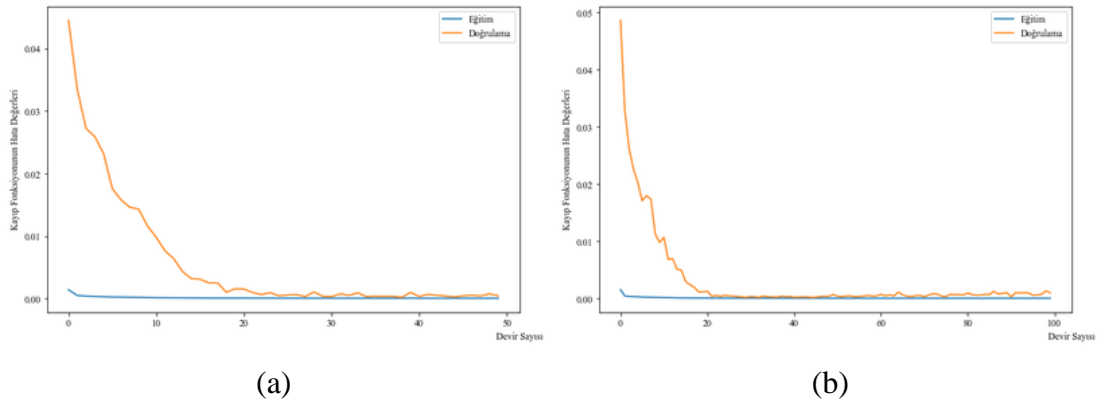 Eğitim
Doğrulama
0.04
0.03
0.02
0.01
0.00
Kayıp Fonksiyonunun Hata Değerleri
0 10 20 30 40 50
Devir Sayısı
(a)
Eğitim
Doğrulama
0.05
0.04
0.03
0.02
0.01
0.00
Kayıp Fonksiyonunun Hata Değerleri
0 20 40 60 80 100
Devir Sayısı
(b)